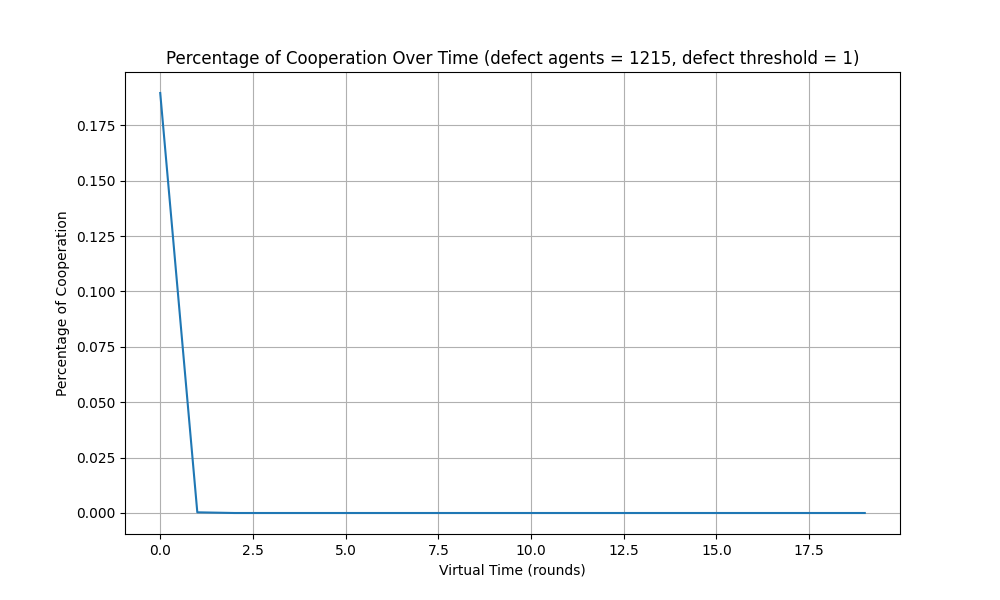 Percentage of Cooperation Over Time (defect agents = 1215, defect threshold = 1)
Percentage of Cooperation
0.175
0.150
0.125
0.100
0.075
0.050
0.025
0.000
0.0 2.5 5.0 7.5 10.0 12.5 15.0 17.5
Virtual Time (rounds)